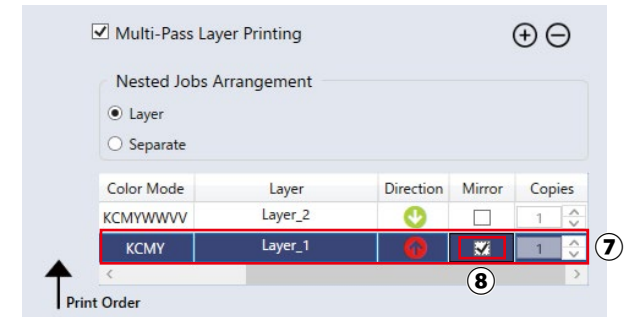 Multi-Pass Layer Printing
Nested Jobs Arrangement
Layer
Separate
Color Mode Layer Direction Mirror Copies
KCMYWWVV Layer_2 1
KCMY Layer_1 1 ⑦
⑧
Print Order